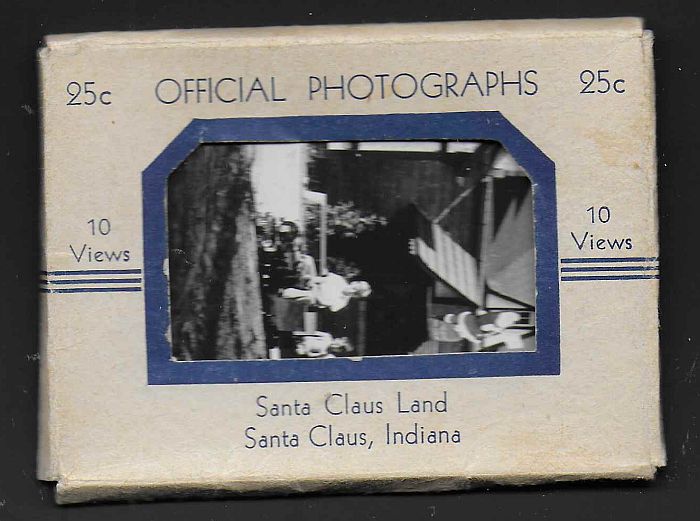 25c OFFICIAL PHOTOGRAPHS 25c
10 Views
10 Views
Santa Claus Land
Santa Claus, Indiana